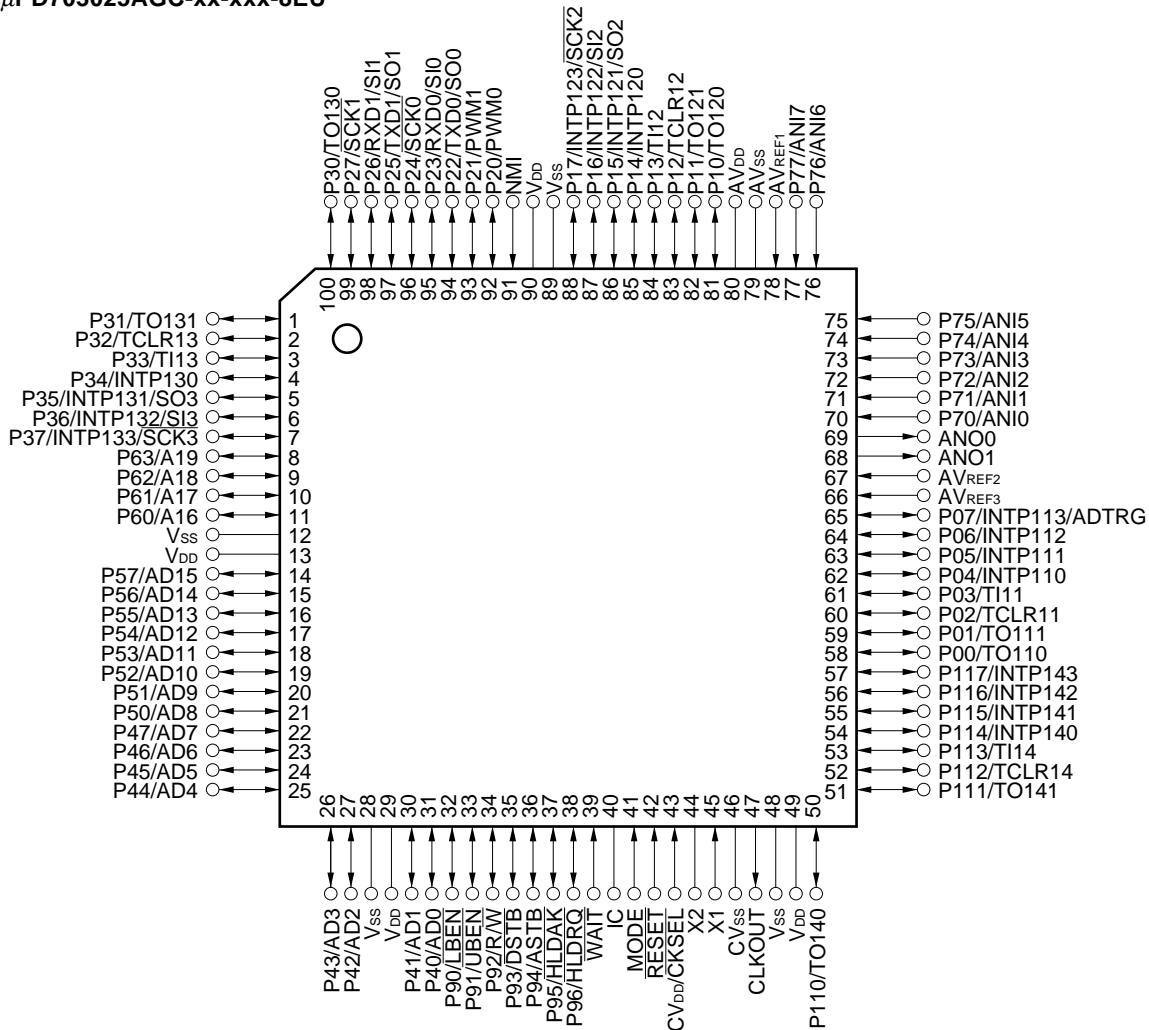 P30/TO130
P27/SCK1
P26/RXD1/SI1
P25/TXD1/SO1
P24/SCK0
P23/RXD0/SI0
P22/TXD0/SO0
P21/PWM1
P20/PWM0
NMI
VDD
VSS
P17/INTP123/SCK2
P16/INTP122/SI2
P15/INTP121/SO2
P14/INTP120
P13/TI12
P12/TCLR12
P11/TO121
P10/TO120
AVDD
AVSS
AVREF1
P77/ANI7
P76/ANI6
100
99
98
97
96
95
94
93
92
91
90
89
88
87
86
85
84
83
82
81
80
79
78
77
76
P31/TO131 1
P32/TCLR13 2
P33/TI13 3
P34/INTP130 4
P35/INTP131/SO3 5
P36/INTP132/SI3 6
P37/INTP133/SCK3 7
P63/A19 8
P62/A18 9
P61/A17 10
P60/A16 11
VSS 12
VDD 13
P57/AD15 14
P56/AD14 15
P55/AD13 16
P54/AD12 17
P53/AD11 18
P52/AD10 19
P51/AD9 20
P50/AD8 21
P47/AD7 22
P46/AD6 23
P45/AD5 24
P44/AD4 25
75 P75/ANI5
74 P74/ANI4
73 P73/ANI3
72 P72/ANI2
71 P71/ANI1
70 P70/ANI0
69 ANO0
68 ANO1
67 AVREF2
66 AVREF3
65 P07/INTP113/ADTRG
64 P06/INTP112
63 P05/INTP111
62 P04/INTP110
61 P03/TI11
60 P02/TCLR11
59 P01/TO111
58 P00/TO110
57 P117/INTP143
56 P116/INTP142
55 P115/INTP141
54 P114/INTP140
53 P113/TI14
52 P112/TCLR14
51 P111/TO141
26
27
28
29
30
31
32
33
34
35
36
37
38
39
40
41
42
43
44
45
46
47
48
49
50
P43/AD3
P42/AD2
VSS
VDD
P41/AD1
P40/AD0
P90/LBEN
P91/UBEN
P92/R/W
P93/DSTB
P94/ASTB
P95/HLDAK
P96/HLDRQ
WAIT
IC
MODE
RESET
CVDD/CKSEL
X2
X1
CVSS
CLKOUT
VSS
VDD
P110/TO140